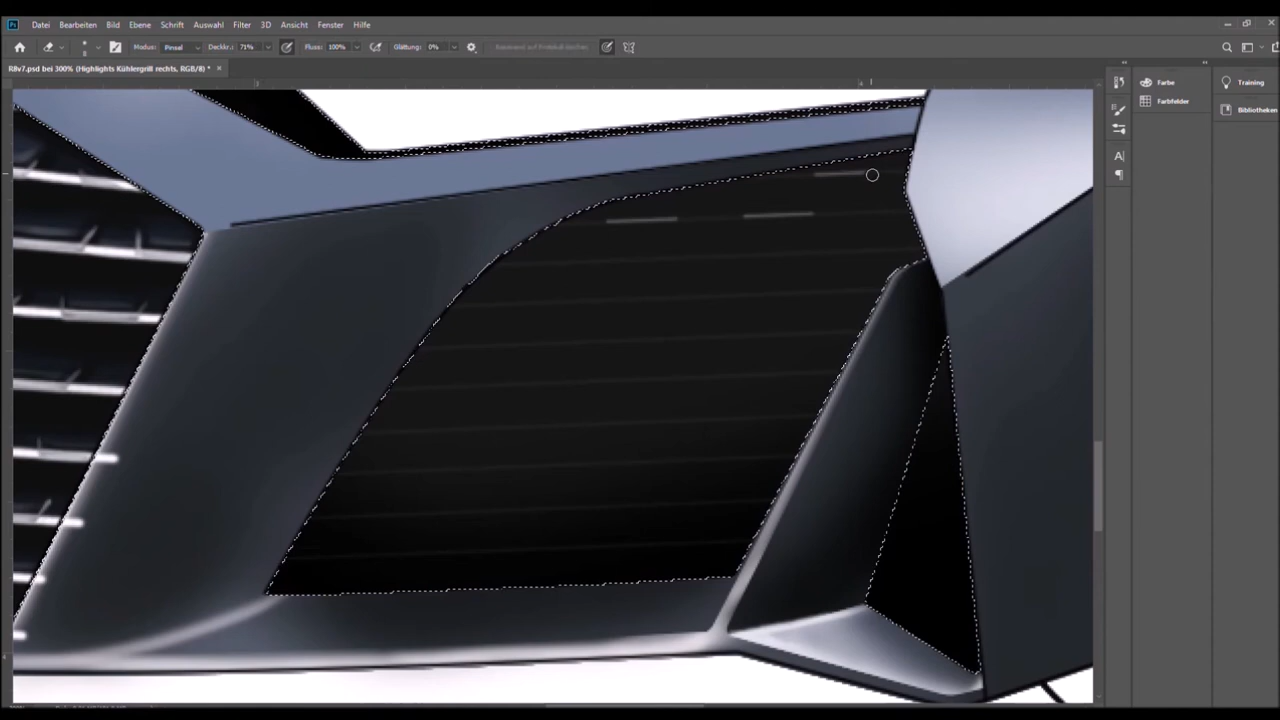 Ps Datei Bearbeiten Bild Ebene Schrift Auswahl Filter 3D Ansicht Fenster Hilfe
Modus: Pinsel Deckkr.: 71% Fluss: 100% Glättung: 0%
R8v7.psd bei 300% (Highlights Kühlergrill rechts, RGB/8) * ×
Farbe
Training
Farbfelder
Bibliotheken